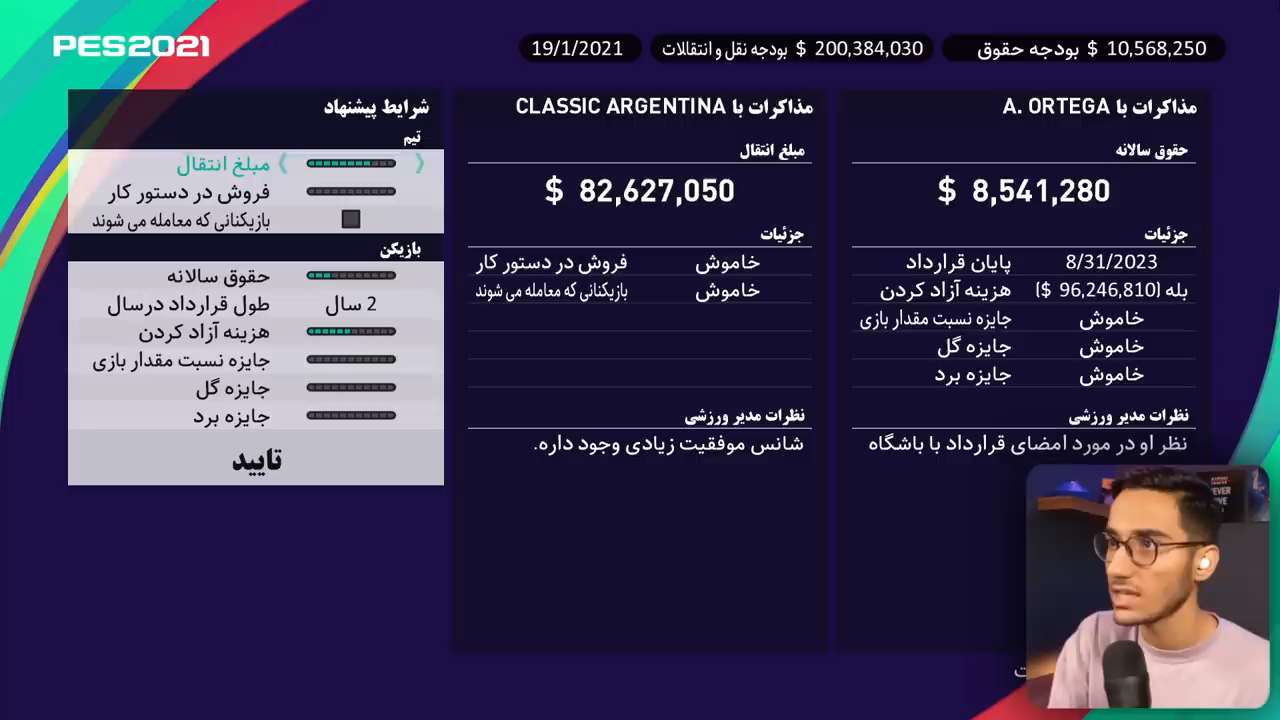 PES2021
بودجه حقوق $ 10,568,250
بودجه نقل و انتقالات $ 200,384,030
19/1/2021
مذاکرات با A. ORTEGA
حقوق سالانه
$ 8,541,280
جزئیات
پایان قرارداد 8/31/2023
هزینه آزاد کردن بله ($ 96,246,810)
جایزه نسبت مقدار بازی خاموش
جایزه گل خاموش
جایزه برد خاموش
نظرات مدیر ورزشی
نظر او در مورد امضای قرارداد با باشگاه
مذاکرات با CLASSIC ARGENTINA
مبلغ انتقال
$ 82,627,050
جزئیات
فروش در دستور کار خاموش
بازیکنانی که معامله می شوند خاموش
نظرات مدیر ورزشی
شانس موفقیت زیادی وجود داره.
شرایط پیشنهاد
تیم
مبلغ انتقال
فروش در دستور کار
بازیکنانی که معامله می شوند
بازیکن
حقوق سالانه
طول قرارداد درسال 2 سال
هزینه آزاد کردن
جایزه نسبت مقدار بازی
جایزه گل
جایزه برد
تایید